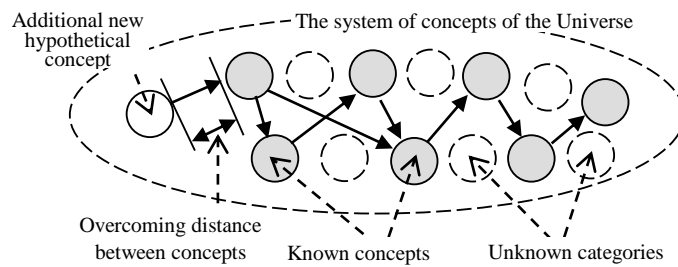 Additional new
hypothetical
concept
The system of concepts of the Universe
Overcoming distance
between concepts
Known concepts
Unknown categories